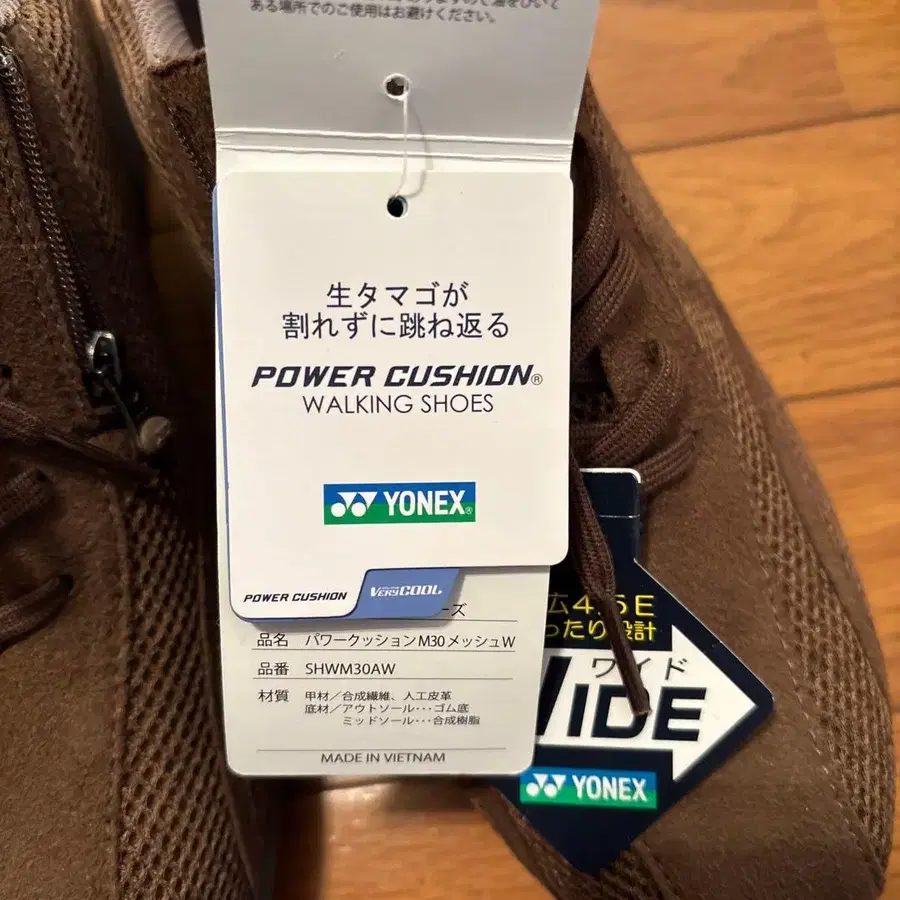 ある場所でのご使用はお避けください。
生タマゴが
割れずに跳ね返る
POWER CUSHION®
WALKING SHOES
YONEX®
POWER CUSHION
VERYCOOL
ーズ
品名 パワークッションM30メッシュW
品番 SHWM30AW
材質 甲材/合成繊維、人工皮革
底材/アウトソール･･･ゴム底
ミッドソール･･･合成樹脂
MADE IN VIETNAM
広4.5E
ったり設計
ワイド
WIDE
YONEX